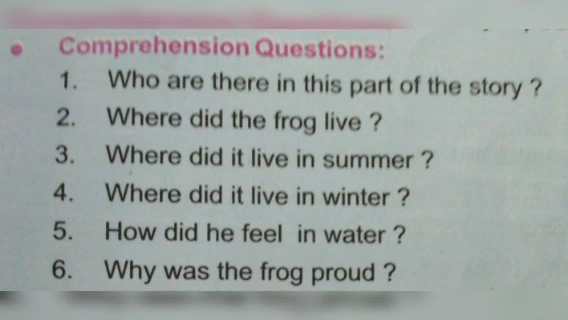 • Comprehension Questions:
1. Who are there in this part of the story ?
2. Where did the frog live ?
3. Where did it live in summer ?
4. Where did it live in winter ?
5. How did he feel in water ?
6. Why was the frog proud ?